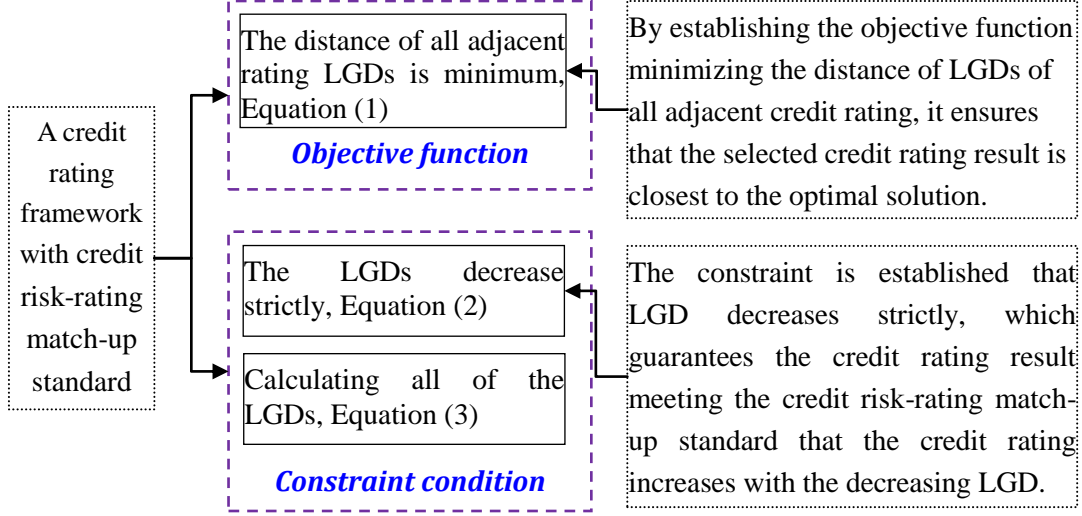 A credit
rating
framework
with credit
risk-rating
match-up
standard
The distance of all adjacent
rating LGDs is minimum,
Equation (1)
Objective function
The LGDs decrease
strictly, Equation (2)
Calculating all of the
LGDs, Equation (3)
Constraint condition
By establishing the objective function
minimizing the distance of LGDs of
all adjacent credit rating, it ensures
that the selected credit rating result is
closest to the optimal solution.
The constraint is established that
LGD decreases strictly, which
guarantees the credit rating result
meeting the credit risk-rating match-
up standard that the credit rating
increases with the decreasing LGD.